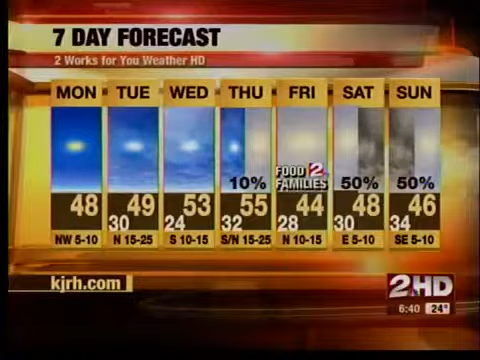 7 DAY FORECAST
2 Works for You Weather HD
MON TUE WED THU FRI SAT SUN
FOOD 2 FAMILIES
10% 50% 50%
48 49 53 55 44 48 46
30 24 32 28 30 34
NW 5-10 N 15-25 S 10-15 S/N 15-25 N 10-15 E 5-10 SE 5-10
kjrh.com
2HD
6:40 24°